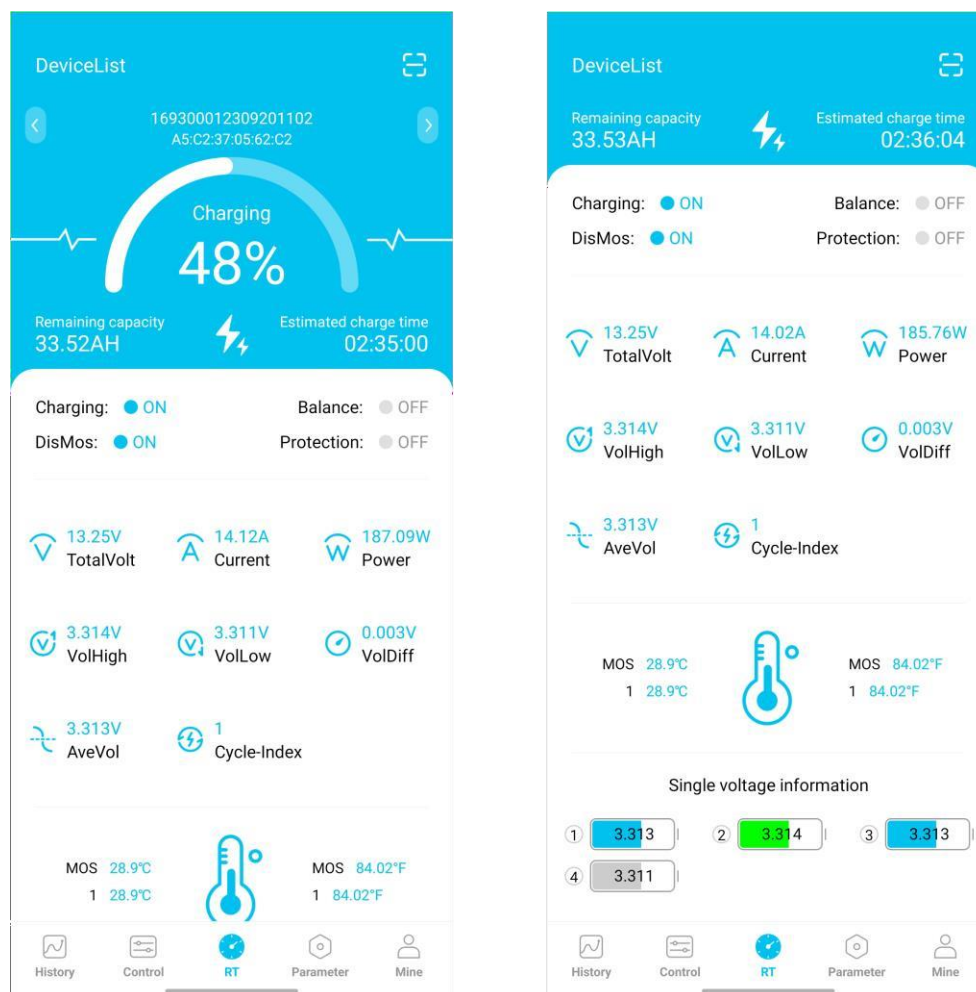 DeviceList
169300012309201102
A5:C2:37:05:62:C2
Charging
48%
Remaining capacity Estimated charge time
33.52AH 02:35:00
Charging: ON Balance: OFF
DisMos: ON Protection: OFF
13.25V 14.12A 187.09W
TotalVolt Current Power
3.314V 3.311V 0.003V
VolHigh VolLow VolDiff
3.313V 1
AveVol Cycle-Index
MOS 28.9℃ MOS 84.02°F
1 28.9℃ 1 84.02°F
History Control RT Parameter Mine
DeviceList
Remaining capacity Estimated charge time
33.53AH 02:36:04
Charging: ON Balance: OFF
DisMos: ON Protection: OFF
13.25V 14.02A 185.76W
TotalVolt Current Power
3.314V 3.311V 0.003V
VolHigh VolLow VolDiff
3.313V 1
AveVol Cycle-Index
MOS 28.9℃ MOS 84.02°F
1 28.9℃ 1 84.02°F
Single voltage information
1 3.313 2 3.314 3 3.313
4 3.311
History Control RT Parameter Mine